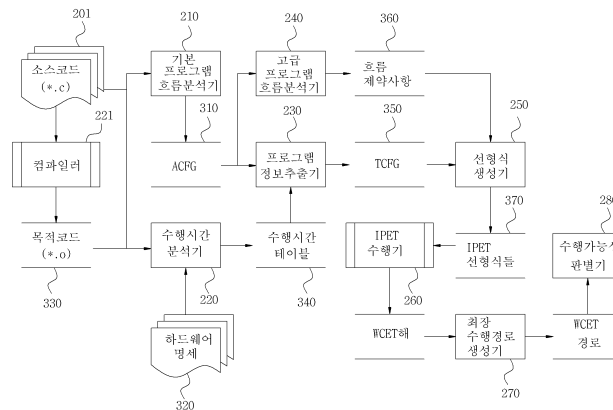 201
210
240
360
소스코드
(*.c)
기본
프로그램
흐름분석기
고급
프로그램
흐름분석기
흐름
제약사항
221
310
230
350
250
컴파일러
ACFG
프로그램
정보추출기
TCFG
선형식
생성기
370
280
목적코드
(*.o)
수행시간
분석기
수행시간
테이블
IPET
수행기
IPET
선형식들
수행가능
판별기
330
220
340
260
하드웨어
명세
WCET해
최장
수행경로
생성기
WCET
경로
320
270